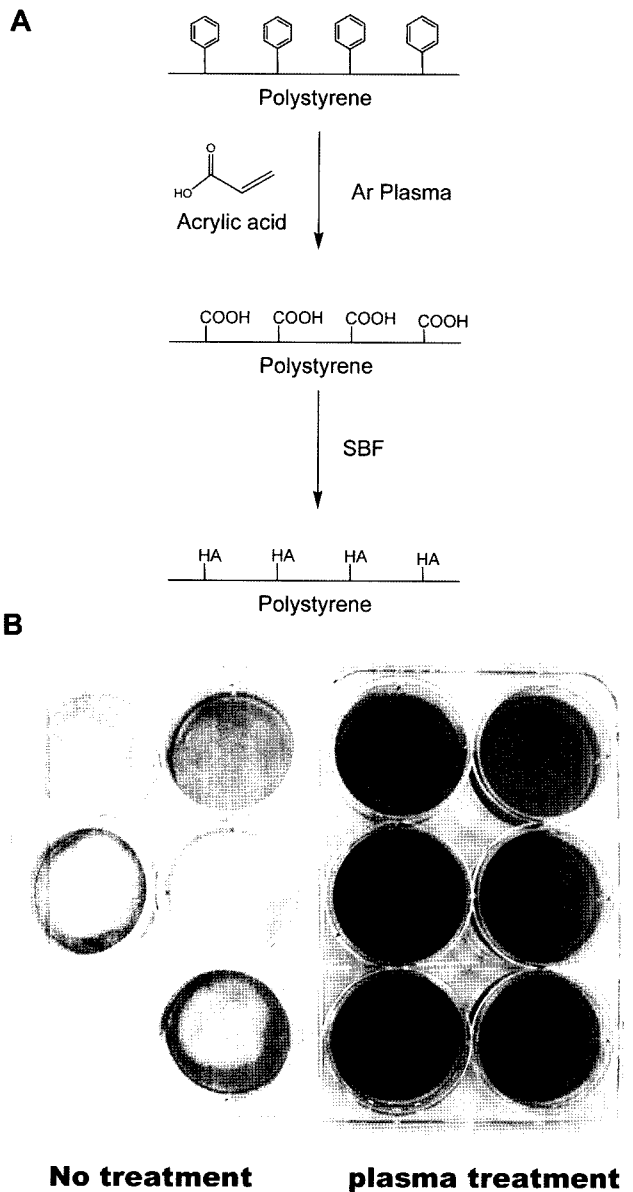 A
Polystyrene
O
HO
Acrylic acid
Ar Plasma
COOH COOH COOH COOH
Polystyrene
SBF
HA HA HA HA
Polystyrene
B
No treatment plasma treatment